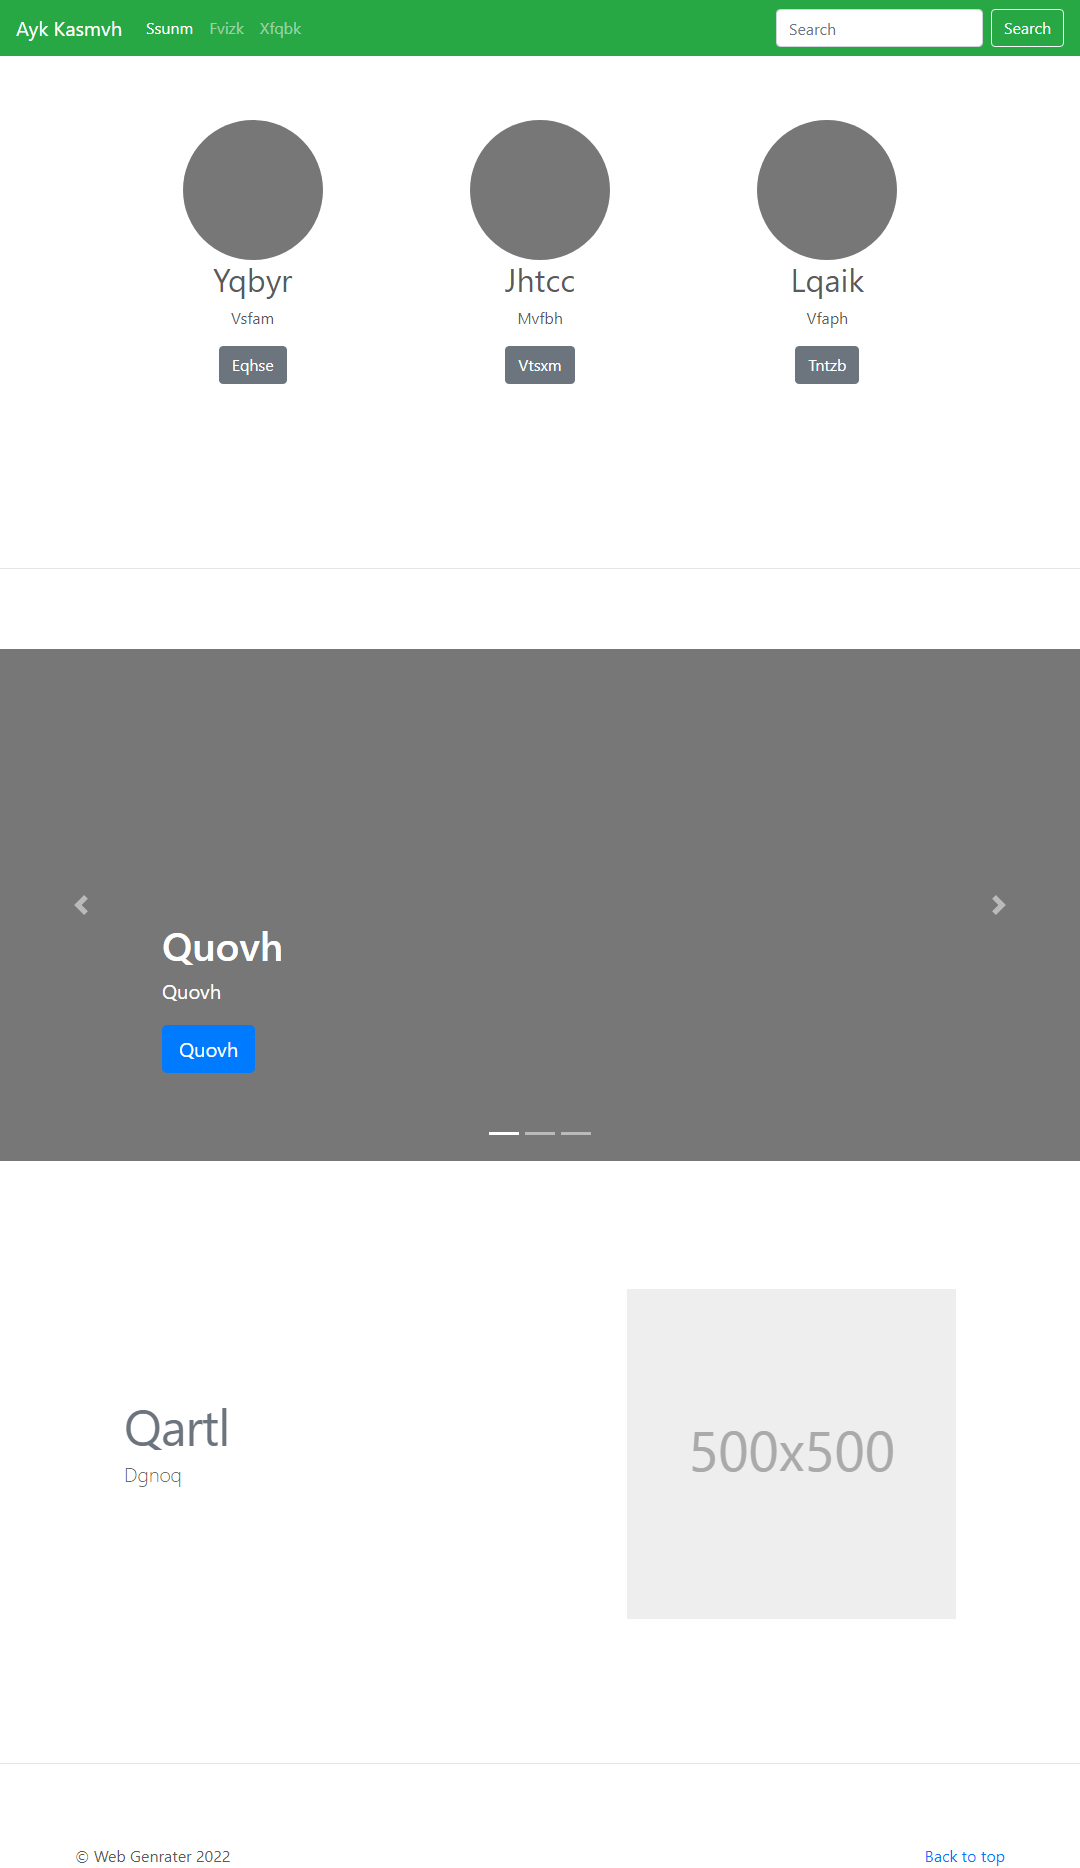 Ayk Kasmvh Ssunm Fvizk Xfqbk Search Search
Yqbyr Jhtcc Lqaik
Vsfam Mvfbh Vfaph
Eqhse Vtsxm Tntzb
Quovh
Quovh
Quovh
Qartl
Dgnoq
500x500
© Web Genrater 2022 Back to top